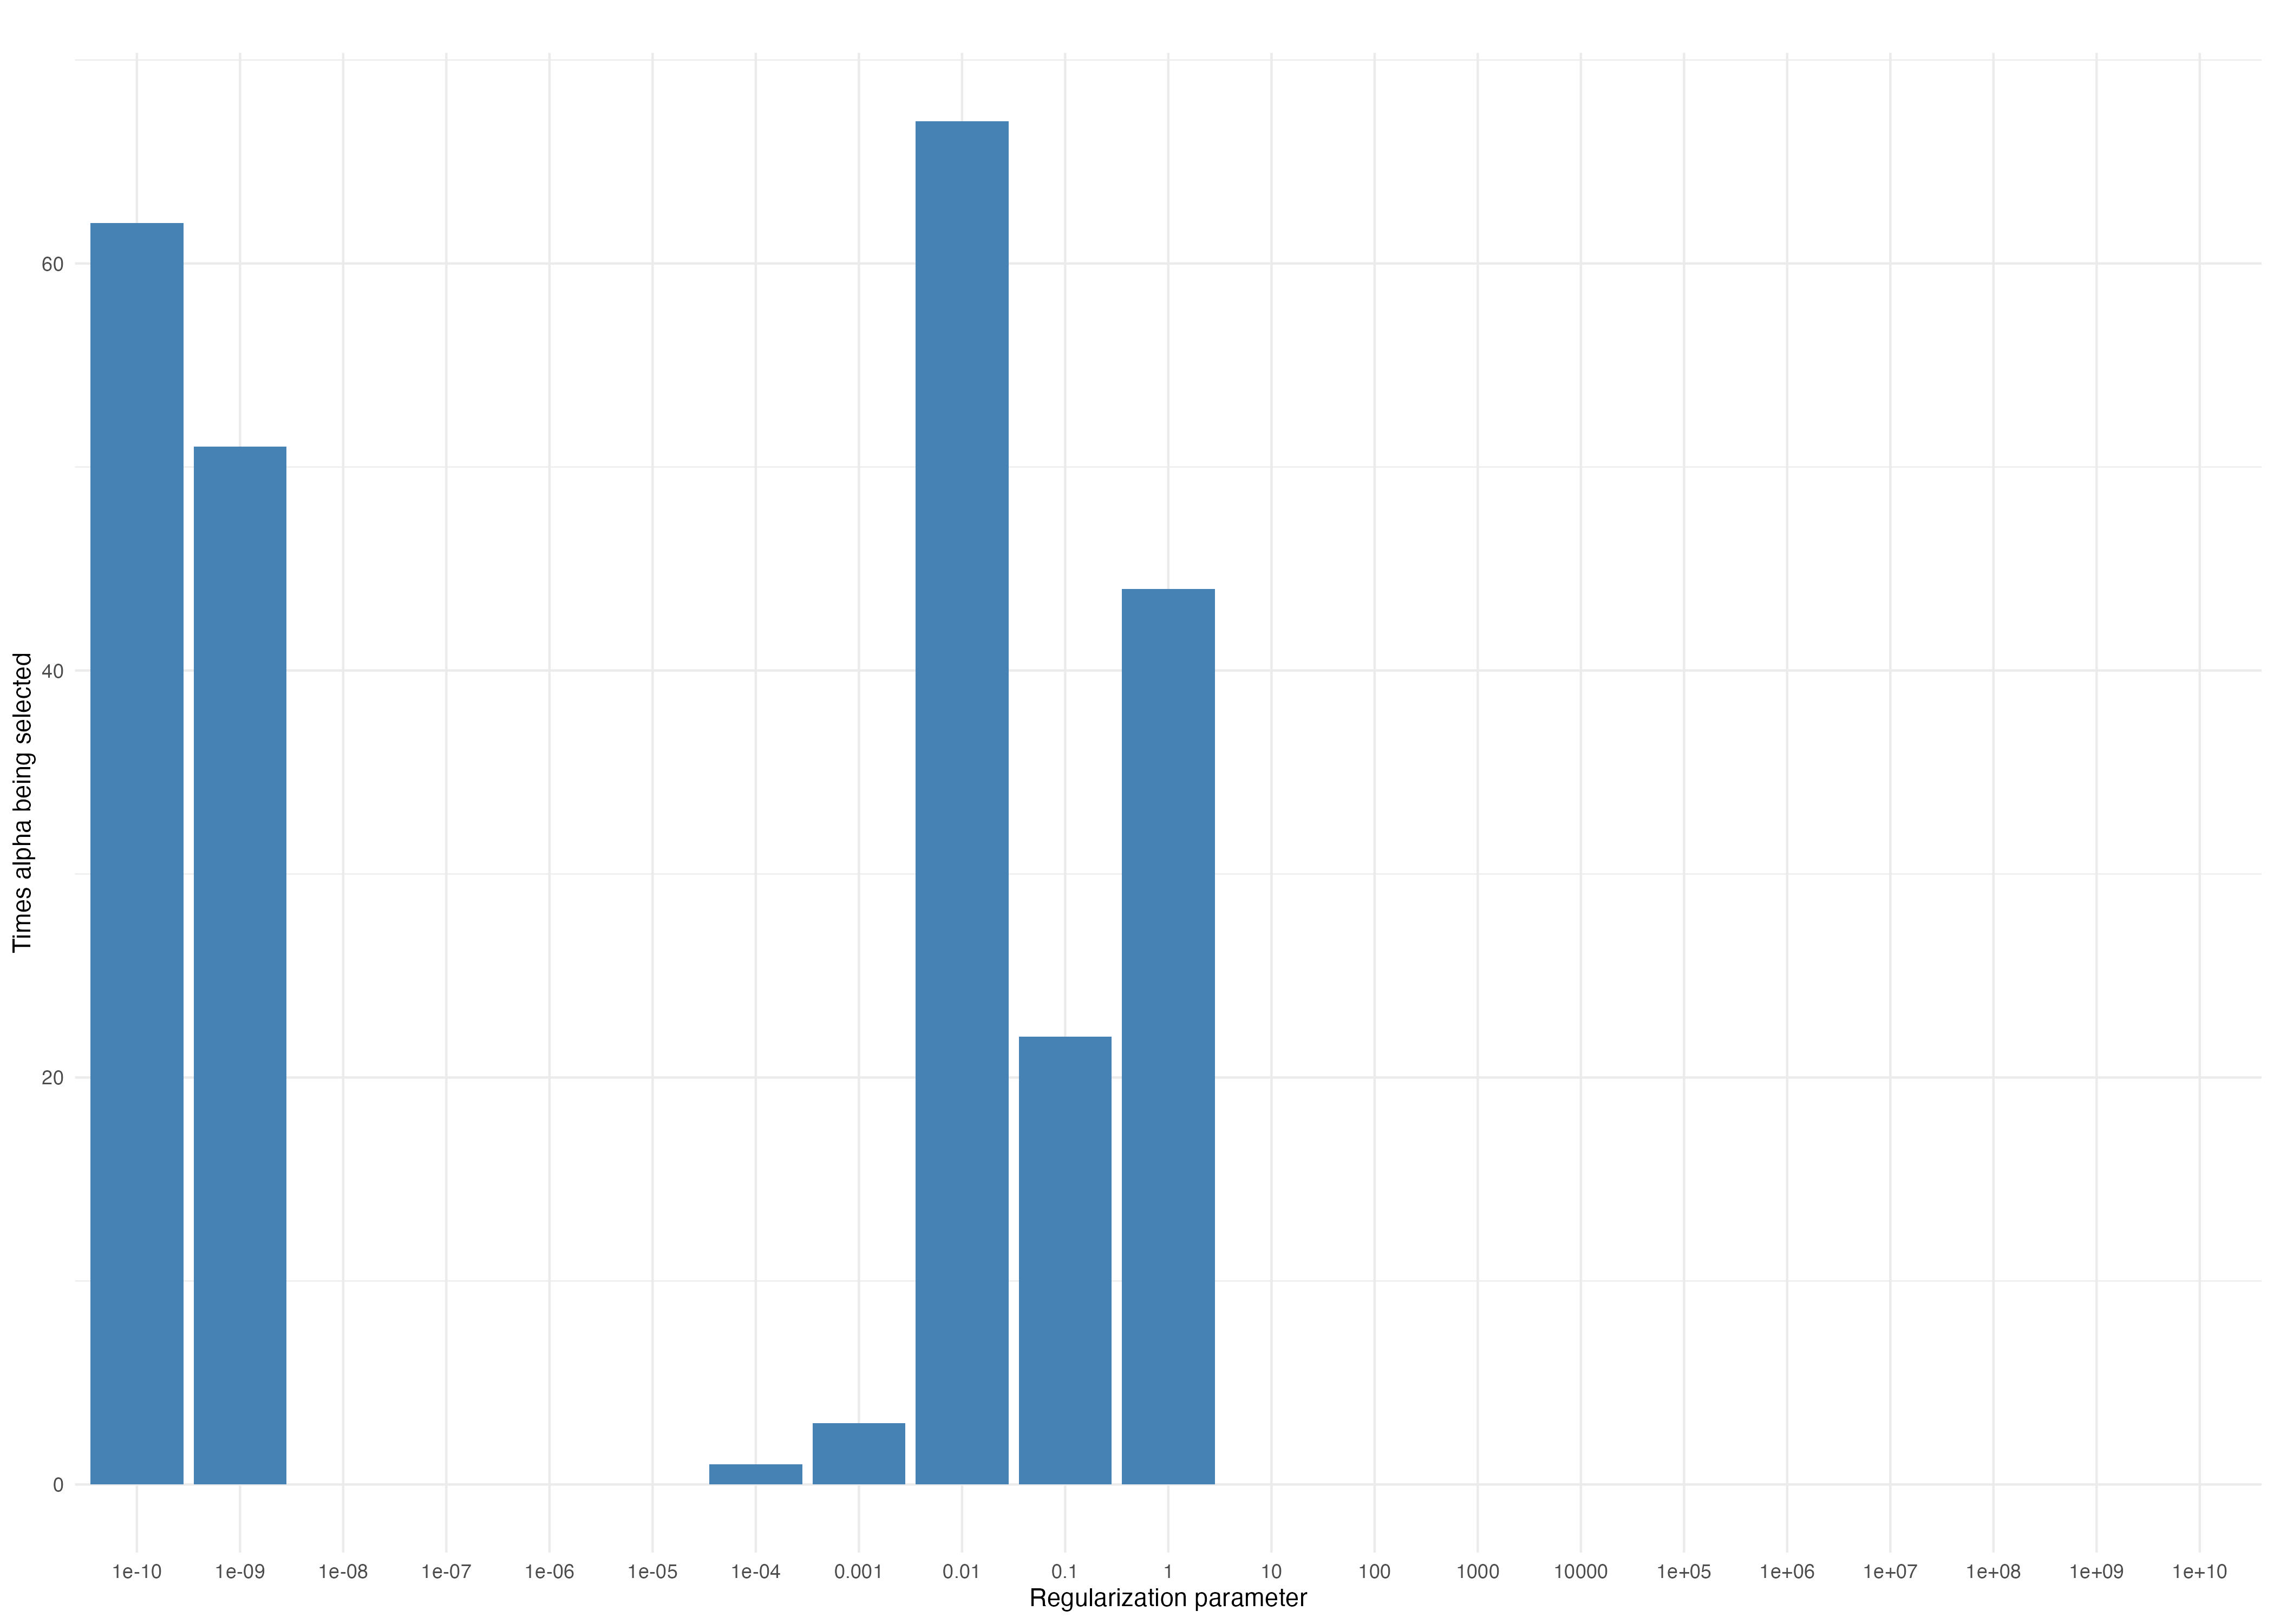 Times alpha being selected
60
40
20
0
1e-10 1e-09 1e-08 1e-07 1e-06 1e-05 1e-04 0.001 0.01 0.1 1 10 100 1000 10000 1e+05 1e+06 1e+07 1e+08 1e+09 1e+10
Regularization parameter